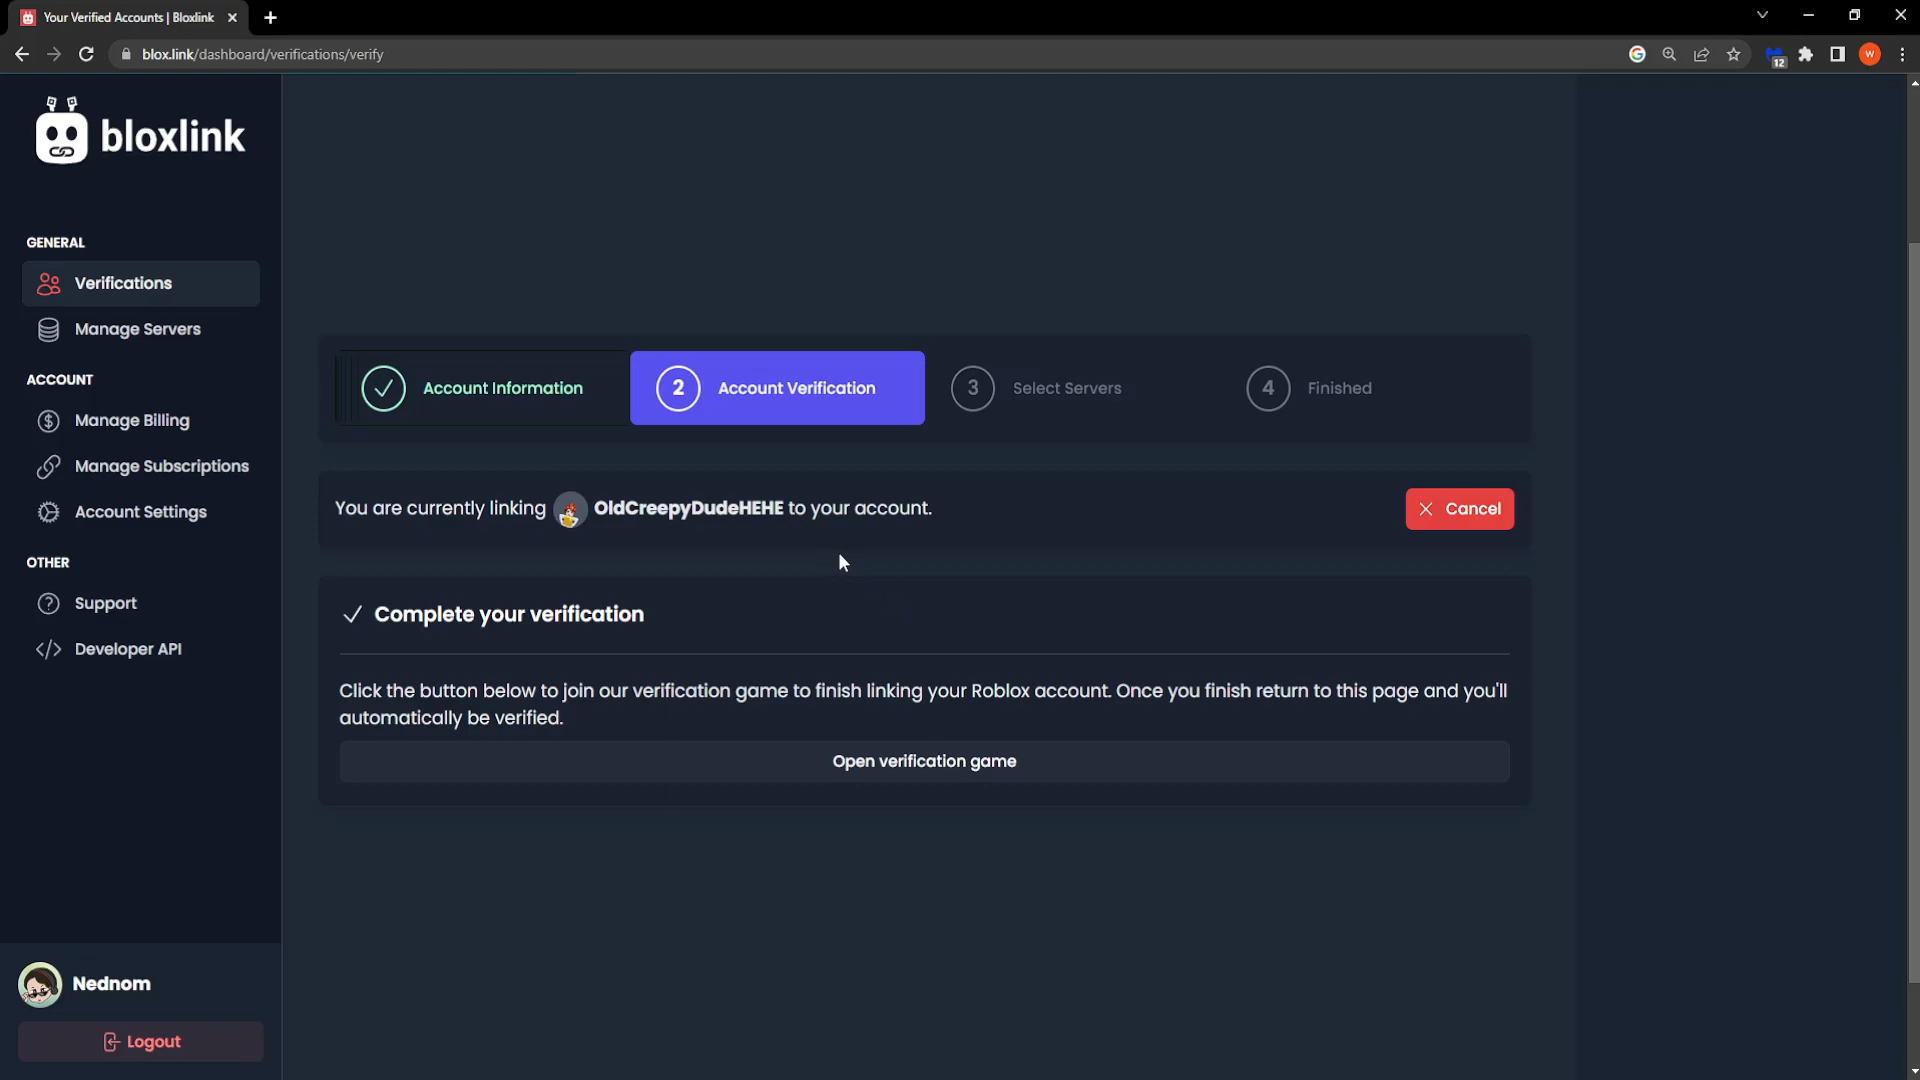 Your Verified Accounts | Bloxlink
blox.link/dashboard/verifications/verify
W
12
bloxlink
GENERAL
Verifications
Manage Servers
ACCOUNT
Manage Billing
Manage Subscriptions
Account Settings
OTHER
Support
Developer API
Nednom
Logout
Account Information
2 Account Verification
3 Select Servers
4 Finished
You are currently linking OldCreepyDudeHEHE to your account.
Cancel
Complete your verification
Click the button below to join our verification game to finish linking your Roblox account. Once you finish return to this page and you'll
automatically be verified.
Open verification game